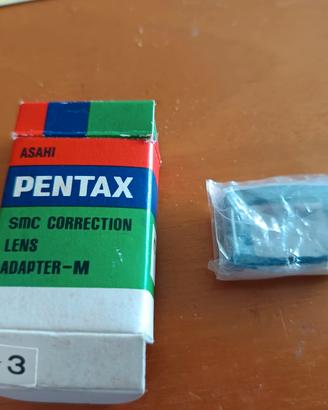 ASAHI
PENTAX
SMC CORRECTION
LENS
ADAPTER-M
3